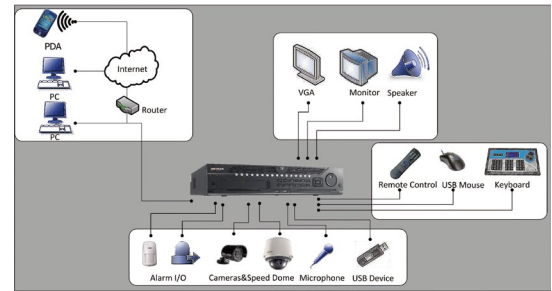 PDA
Internet
PC
Router
PC
VGA
Monitor
Speaker
Remote Control
USB Mouse
Keyboard
Alarm I/O
Cameras&Speed Dome
Microphone
USB Device